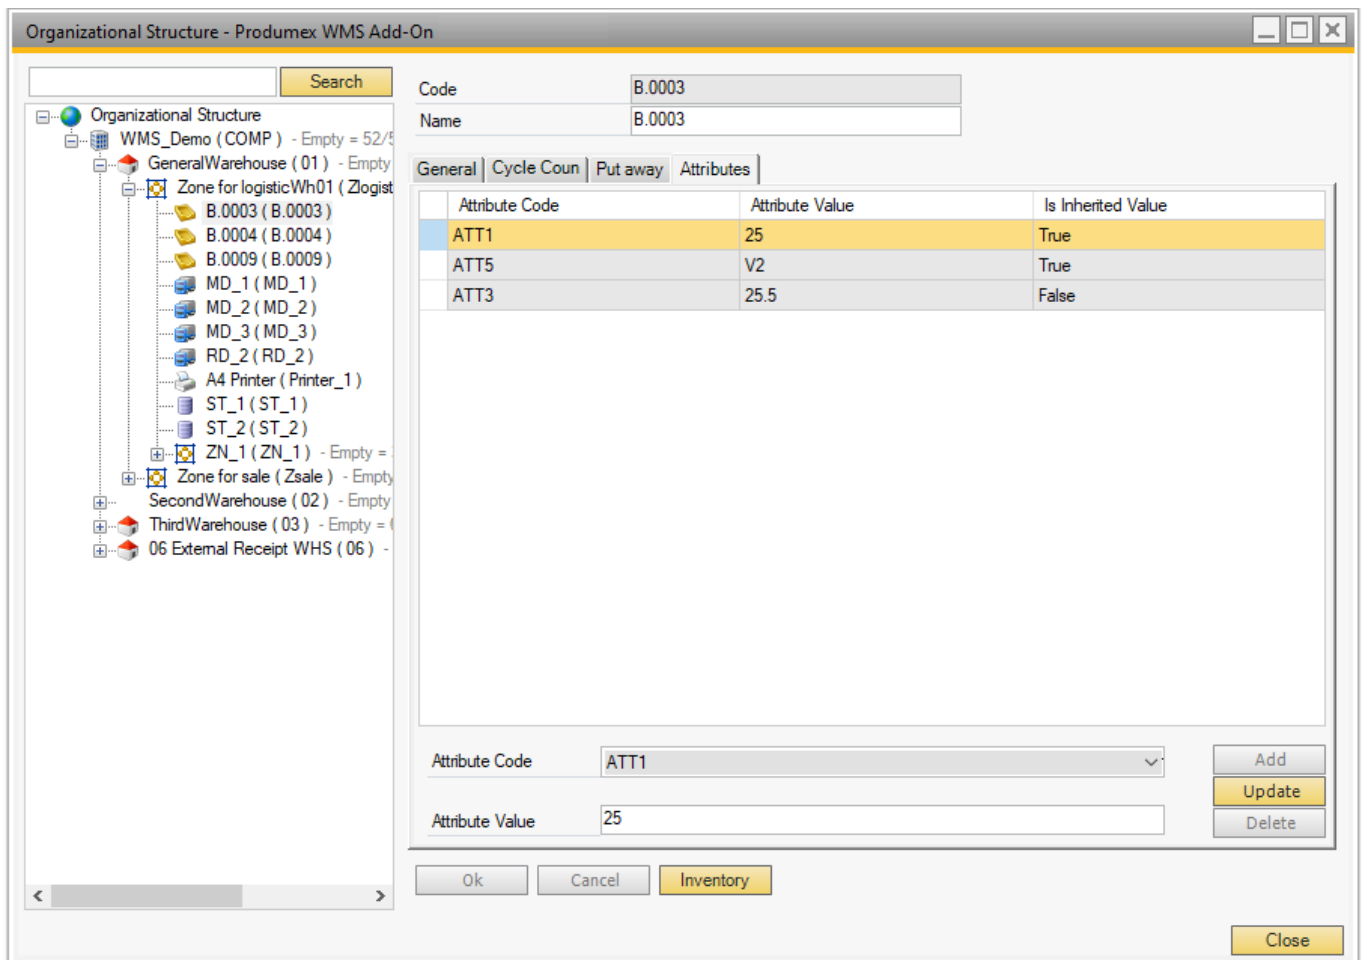 Organizational Structure - Produmex WMS Add-On
Search
Organizational Structure
WMS_Demo ( COMP ) - Empty = 52/5
GeneralWarehouse ( 01 ) - Empty
Zone for logisticWh01 ( Zlogist
B.0003 ( B.0003 )
B.0004 ( B.0004 )
B.0009 ( B.0009 )
MD_1 ( MD_1 )
MD_2 ( MD_2 )
MD_3 ( MD_3 )
RD_2 ( RD_2 )
A4 Printer ( Printer_1 )
ST_1 ( ST_1 )
ST_2 ( ST_2 )
ZN_1 ( ZN_1 ) - Empty =
Zone for sale ( Zsale ) - Empty
SecondWarehouse ( 02 ) - Empty
ThirdWarehouse ( 03 ) - Empty =
06 External Receipt WHS ( 06 ) -
Code B.0003
Name B.0003
General Cycle Coun Put away Attributes
Attribute Code Attribute Value Is Inherited Value
ATT1 25 True
ATT5 V2 True
ATT3 25.5 False
Attribute Code ATT1
Add
Update
Attribute Value 25
Delete
Ok Cancel Inventory
Close